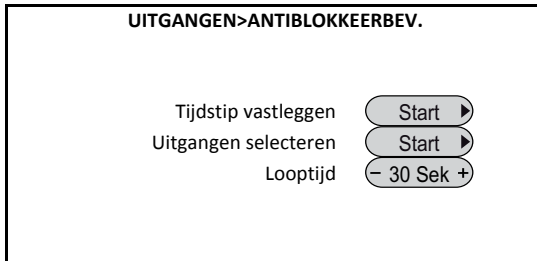 UITGANGEN>ANTIBLOKKEERBEV.
Tijdstip vastleggen Start
Uitgangen selecteren Start
Looptijd − 30 Sek +